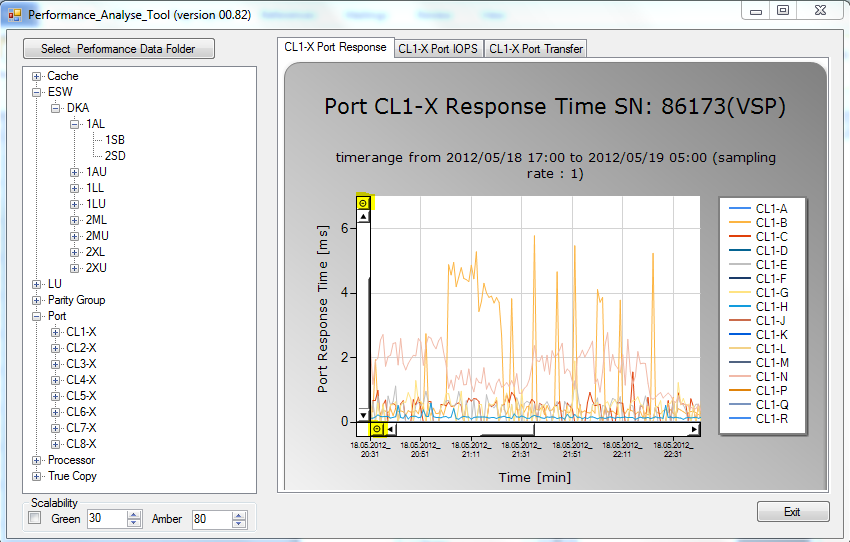 Performance_Analyse_Tool (version 00.82)
Select Performance Data Folder
Cache
ESW
DKA
1AL
1SB
2SD
1AU
1LL
1LU
2ML
2MU
2XL
2XU
LU
Parity Group
Port
CL1-X
CL2-X
CL3-X
CL4-X
CL5-X
CL6-X
CL7-X
CL8-X
Processor
True Copy
Scalability
Green 30 Amber 80
CL1-X Port Response CL1-X Port IOPS CL1-X Port Transfer
Port CL1-X Response Time SN: 86173(VSP)
timerange from 2012/05/18 17:00 to 2012/05/19 05:00 (sampling
rate : 1)
Port Response Time [ms]
6
4
2
0
18.05.2012_ 18.05.2012_ 18.05.2012_ 18.05.2012_ 18.05.2012_ 18.05.2012_ 18.05.2012_
20:31 20:51 21:11 21:31 21:51 22:11 22:31
Time [min]
CL1-A
CL1-B
CL1-C
CL1-D
CL1-E
CL1-F
CL1-G
CL1-H
CL1-J
CL1-K
CL1-L
CL1-M
CL1-N
CL1-P
CL1-Q
CL1-R
Exit